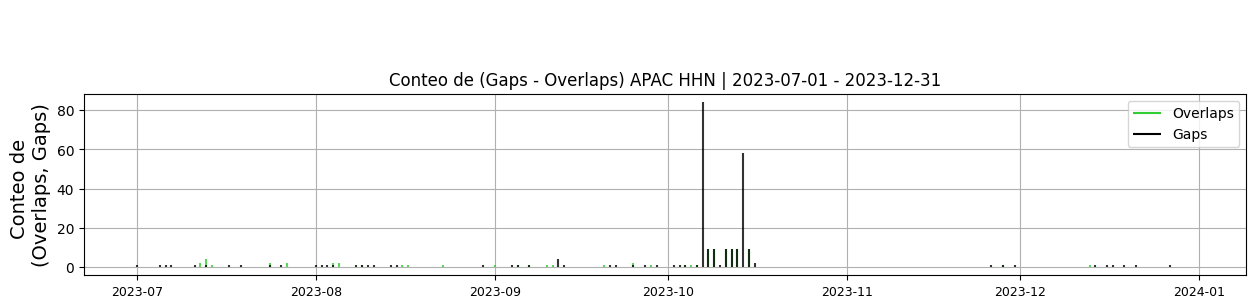 Conteo de (Gaps - Overlaps) APAC HHN | 2023-07-01 - 2023-12-31
Conteo de
(Overlaps, Gaps)
80
60
40
20
0
Overlaps
Gaps
2023-07
2023-08
2023-09
2023-10
2023-11
2023-12
2024-01